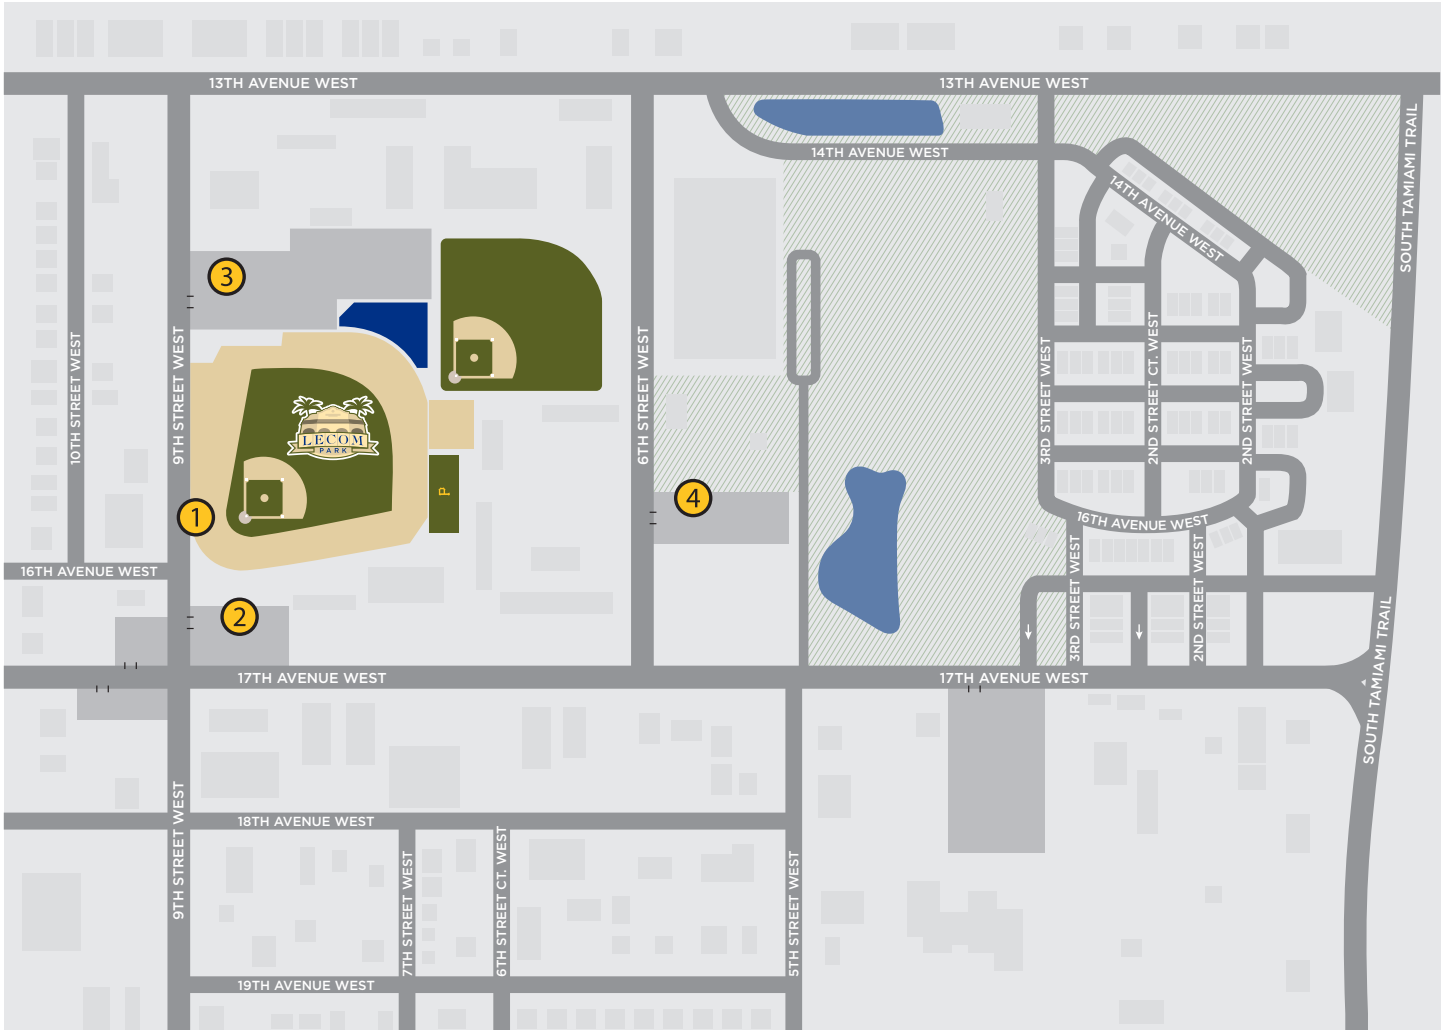 13TH AVENUE WEST
13TH AVENUE WEST
SOUTH TAMIAMI TRAIL
14TH AVENUE WEST
14TH AVENUE WEST
3
10TH STREET WEST
9TH STREET WEST
6TH STREET WEST
3RD STREET WEST
2ND STREET CT. WEST
2ND STREET WEST
LECOM
PARK
P
4
1
16TH AVENUE WEST
16TH AVENUE WEST
3RD STREET WEST
2ND STREET WEST
2
17TH AVENUE WEST
17TH AVENUE WEST
SOUTH TAMIAMI TRAIL
9TH STREET WEST
18TH AVENUE WEST
7TH STREET WEST
6TH STREET CT. WEST
5TH STREET WEST
19TH AVENUE WEST